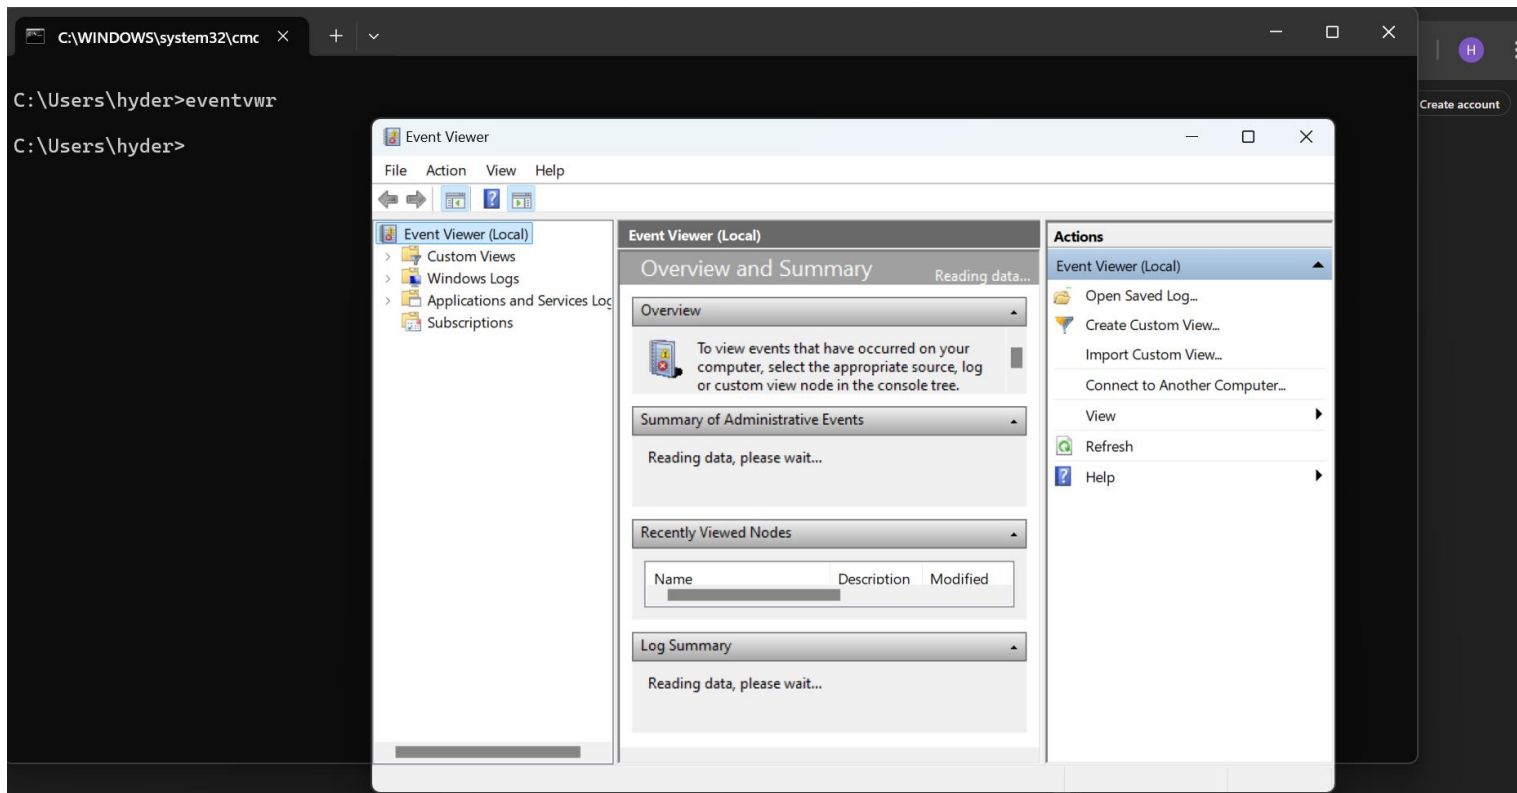 C:\WINDOWS\system32\cmc
H
Create account
C:\Users\hyder>eventvwr
C:\Users\hyder>
Event Viewer
File Action View Help
Event Viewer (Local)
Custom Views
Windows Logs
Applications and Services Log
Subscriptions
Event Viewer (Local)
Overview and Summary Reading data...
Overview
To view events that have occurred on your
computer, select the appropriate source, log
or custom view node in the console tree.
Summary of Administrative Events
Reading data, please wait...
Recently Viewed Nodes
Name Description Modified
Log Summary
Reading data, please wait...
Actions
Event Viewer (Local)
Open Saved Log...
Create Custom View...
Import Custom View...
Connect to Another Computer...
View
Refresh
Help